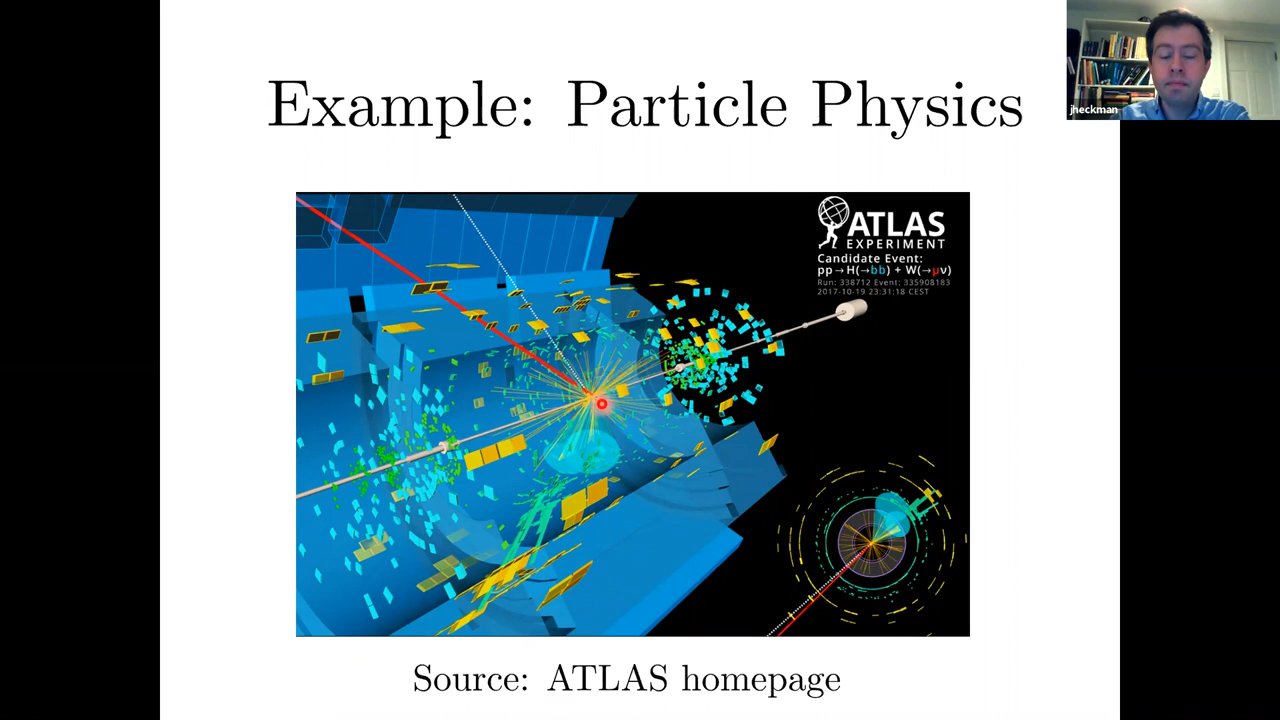 Example: Particle Physics
jheckman
ATLAS
EXPERIMENT
Candidate Event:
pp→H(→bb) + W(→μν)
Run: 338712 Event: 335908183
2017-10-19 23:31:18 CEST
Source: ATLAS homepage